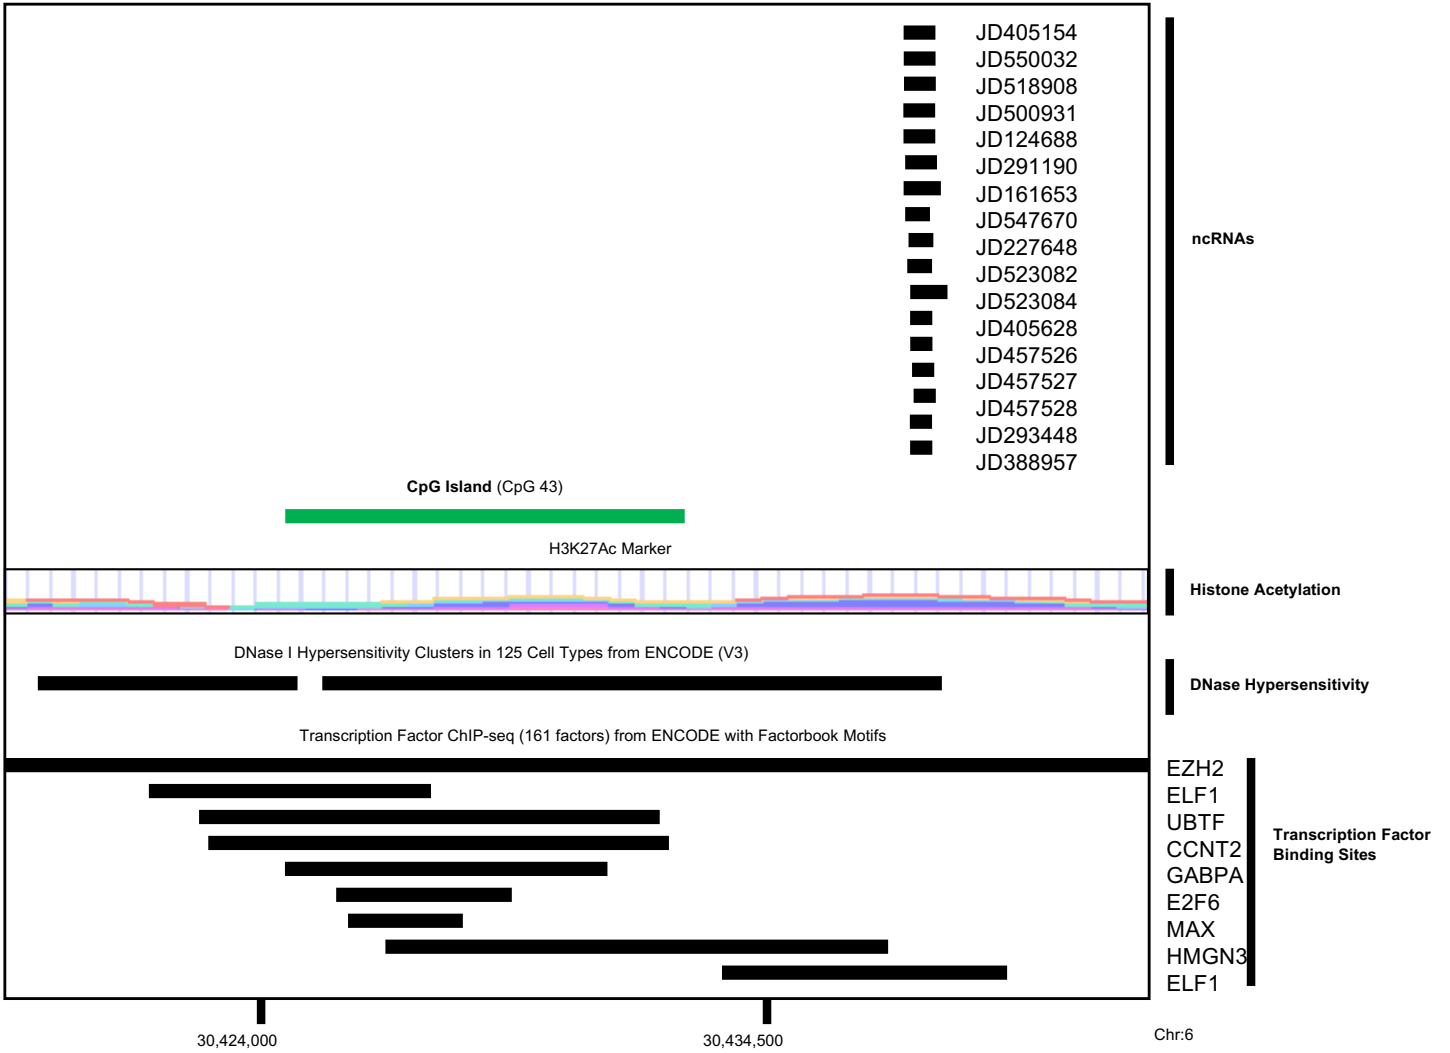 JD405154
JD550032
JD518908
JD500931
JD124688
JD291190
JD161653
JD547670
JD227648
JD523082
JD523084
JD405628
JD457526
JD457527
JD457528
JD293448
JD388957
ncRNAs
CpG Island (CpG 43)
H3K27Ac Marker
Histone Acetylation
DNase I Hypersensitivity Clusters in 125 Cell Types from ENCODE (V3)
DNase Hypersensitivity
Transcription Factor ChIP-seq (161 factors) from ENCODE with Factorbook Motifs
EZH2
ELF1
UBTF
CCNT2
GABPA
E2F6
MAX
HMGN3
ELF1
Transcription Factor
Binding Sites
30,424,000
30,434,500
Chr:6